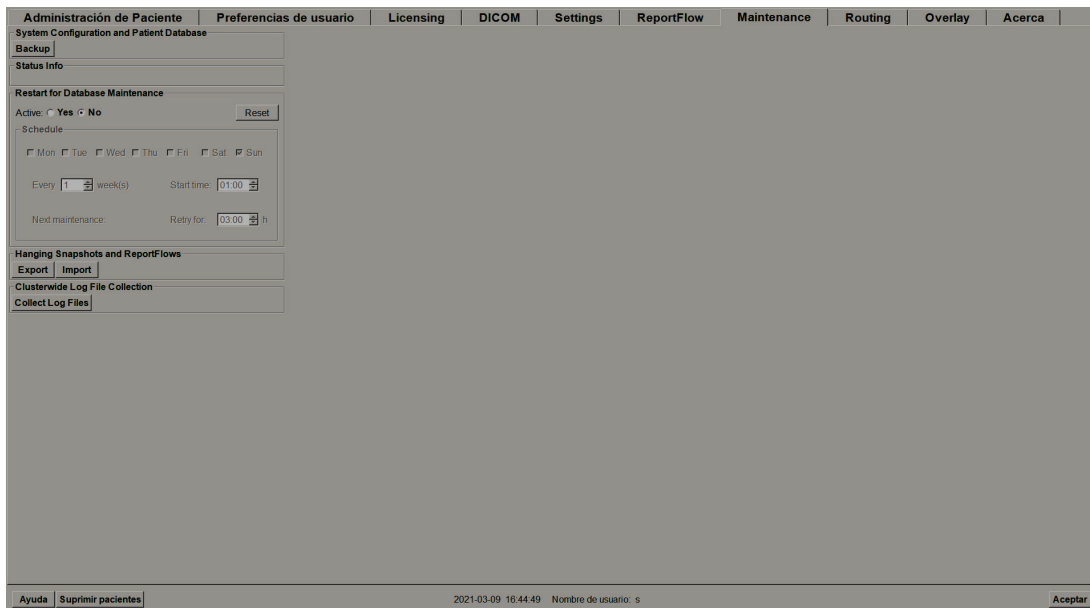 Administración de Paciente Preferencias de usuario Licensing DICOM Settings ReportFlow Maintenance Routing Overlay Acerca
System Configuration and Patient Database
Backup
Status Info
Restart for Database Maintenance
Active: Yes No Reset
Schedule
Mon Tue Wed Thu Fri Sat Sun
Every 1 week(s) Start time: 01:00
Next maintenance: Retry for: 03:00 h
Hanging Snapshots and ReportFlows
Export Import
Clusterwide Log File Collection
Collect Log Files
Ayuda Suprimir pacientes 2021-03-09 16:44:49 Nombre de usuario: s Aceptar